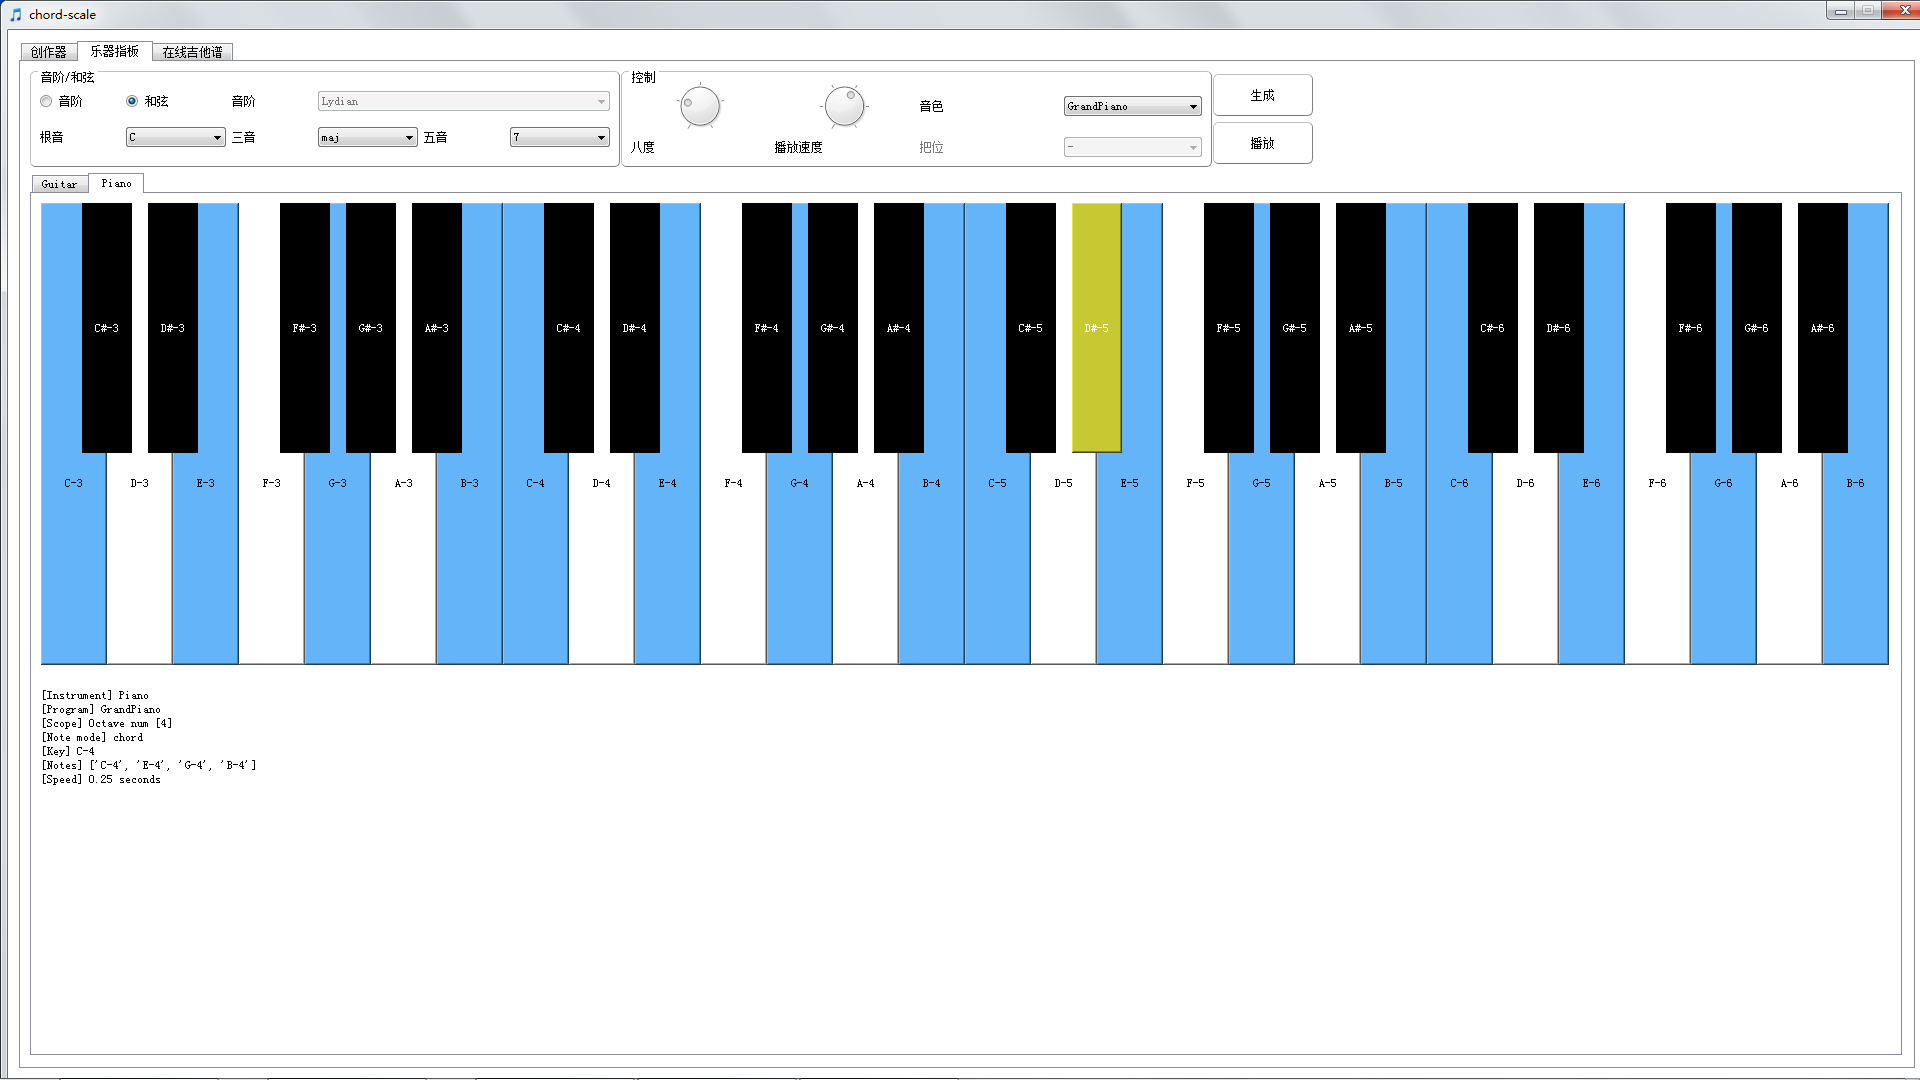 chord-scale
创作器 乐器指板 在线吉他谱
音阶/和弦 控制
音阶 和弦 音阶 Lydian
音色 GrandPiano 生成
根音 C 三音 maj 五音 7
八度 播放速度 把位 - 播放
Guitar Piano
C#-3 D#-3 F#-3 G#-3 A#-3 C#-4 D#-4 F#-4 G#-4 A#-4 C#-5 D#-5 F#-5 G#-5 A#-5 C#-6 D#-6 F#-6 G#-6 A#-6
C-3 D-3 E-3 F-3 G-3 A-3 B-3 C-4 D-4 E-4 F-4 G-4 A-4 B-4 C-5 D-5 E-5 F-5 G-5 A-5 B-5 C-6 D-6 E-6 F-6 G-6 A-6 B-6
[Instrument] Piano
[Program] GrandPiano
[Scope] Octave num [4]
[Note mode] chord
[Key] C-4
[Notes] ['C-4', 'E-4', 'G-4', 'B-4']
[Speed] 0.25 seconds